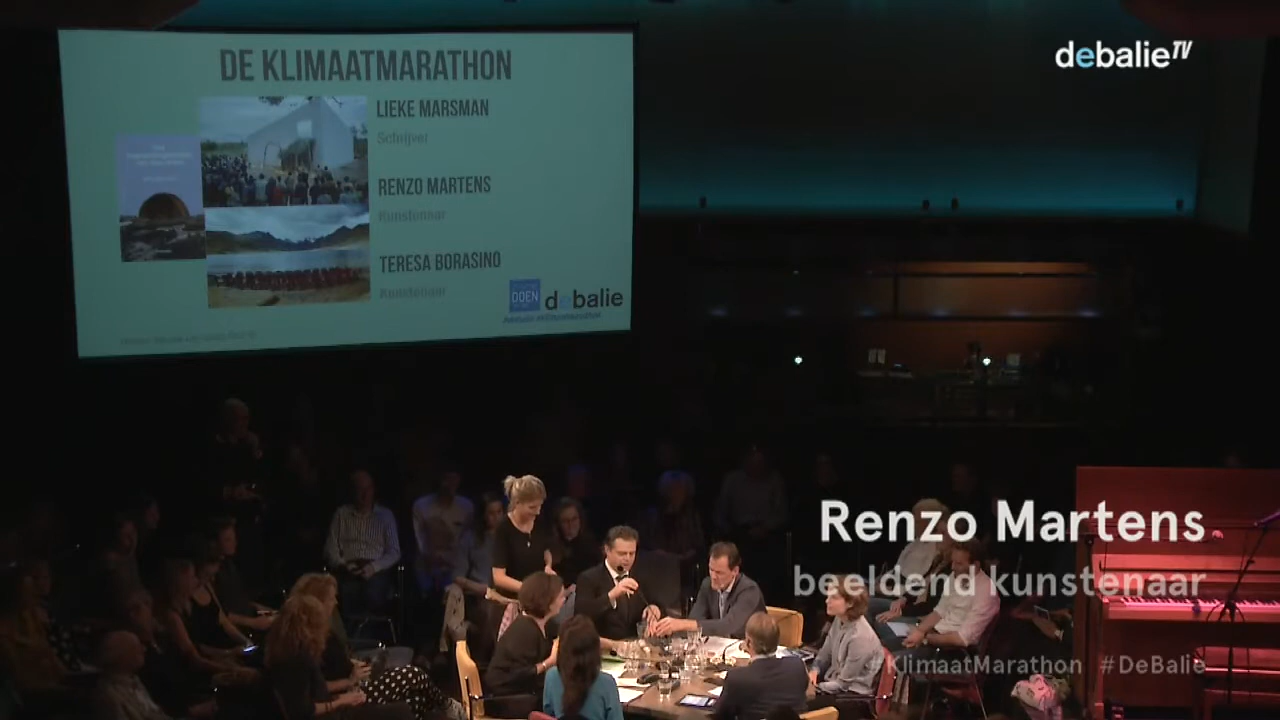 DE KLIMAATMARATHON
debalieTV
LIEKE MARSMAN
Schrijver
RENZO MARTENS
Kunstenaar
TERESA BORASINO
Kunstenaar
DOEN
debalie
Renzo Martens
beeldend kunstenaar
#KlimaatMarathon #DeBalie